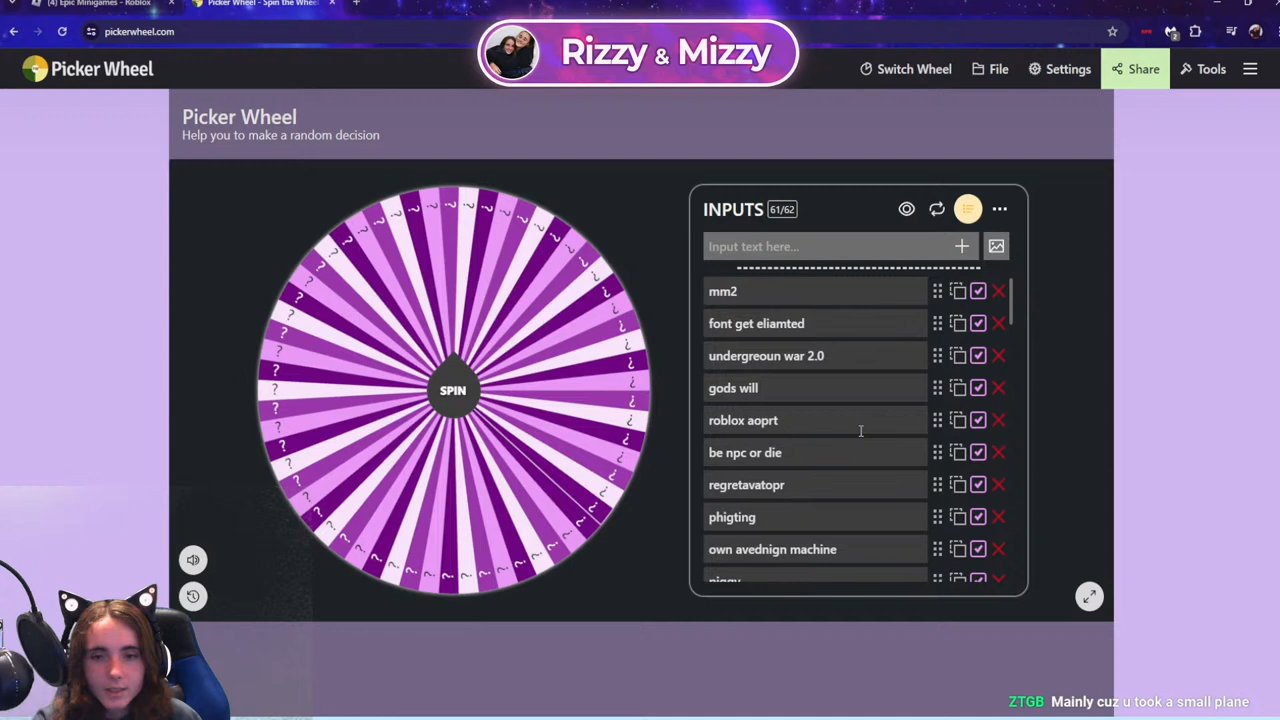 (4) Epic Minigames - Roblox
Picker Wheel - Spin the Whee
pickerwheel.com
Rizzy & Mizzy
Picker Wheel
Switch Wheel
File
Settings
Share
Tools
Picker Wheel
Help you to make a random decision
SPIN
INPUTS 61/62
Input text here...
mm2
font get eliamted
undergreoun war 2.0
gods will
roblox aoprt
be npc or die
regretavatopr
phigting
own avednign machine
piggy
ZTGB Mainly cuz u took a small plane